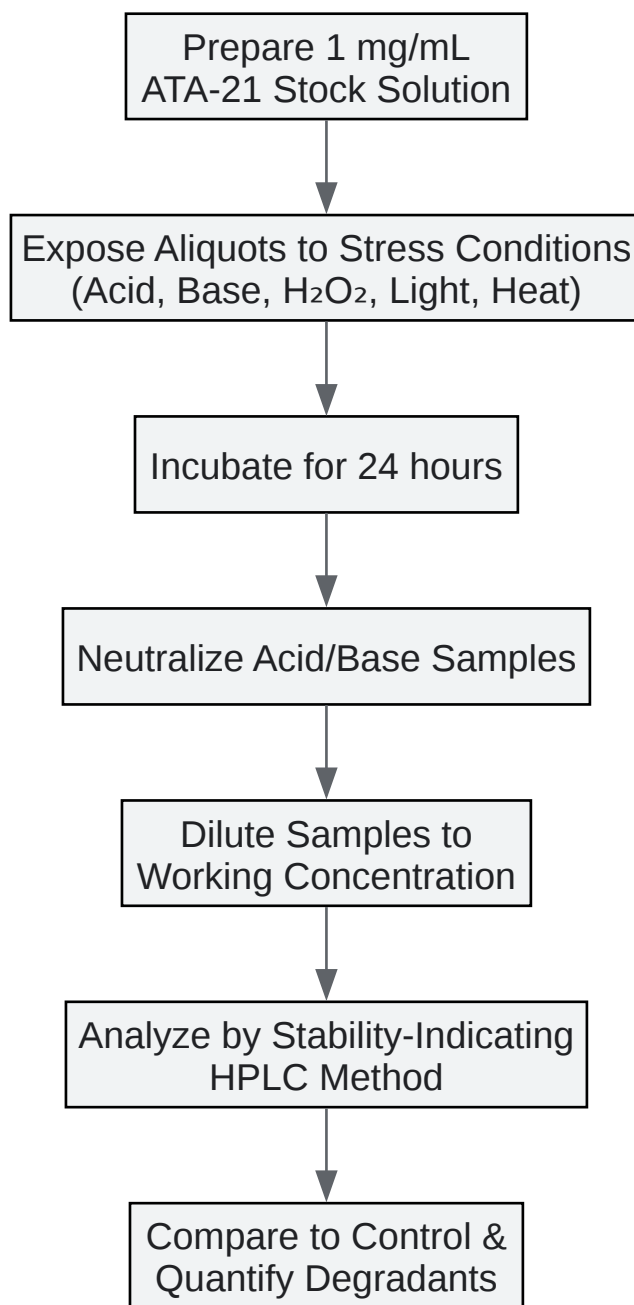 Prepare 1 mg/mL
ATA-21 Stock Solution
Expose Aliquots to Stress Conditions
(Acid, Base, H₂O₂, Light, Heat)
Incubate for 24 hours
Neutralize Acid/Base Samples
Dilute Samples to
Working Concentration
Analyze by Stability-Indicating
HPLC Method
Compare to Control &
Quantify Degradants